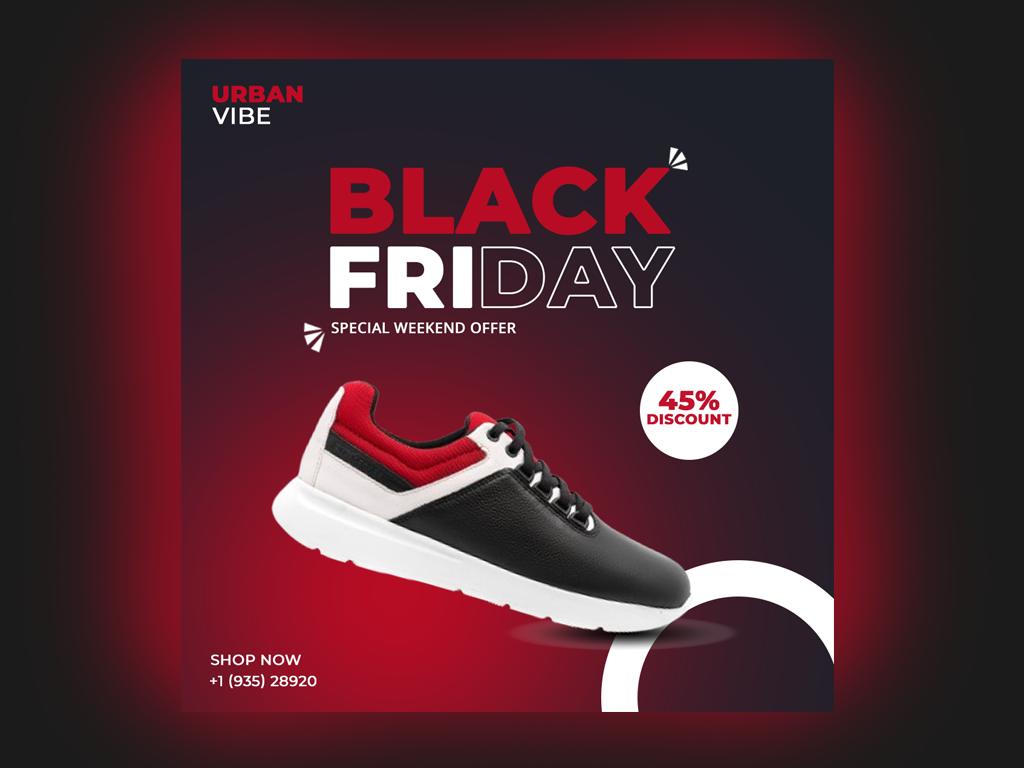 URBAN
VIBE
BLACK
FRIDAY
SPECIAL WEEKEND OFFER
45%
DISCOUNT
SHOP NOW
+1 (935) 28920